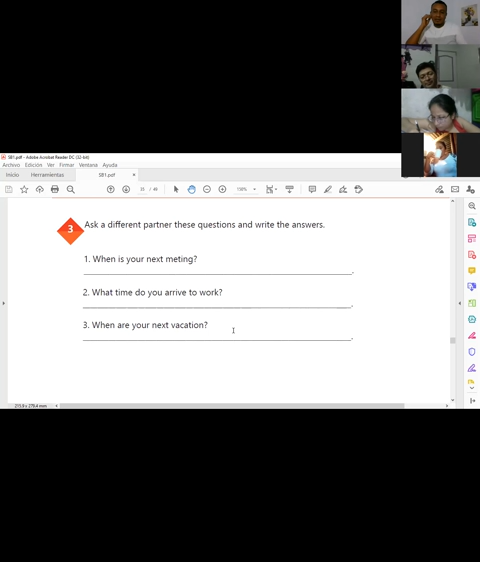 SB1.pdf - Adobe Acrobat Reader DC (32-bit)
Archivo Edición Ver Firmar Ventana Ayuda
Inicio Herramientas SB1.pdf ×
35 / 46 150%
3 Ask a different partner these questions and write the answers.
1. When is your next meting?
.
2. What time do you arrive to work?
.
3. When are your next vacation?
.
215.9 x 279.4 mm